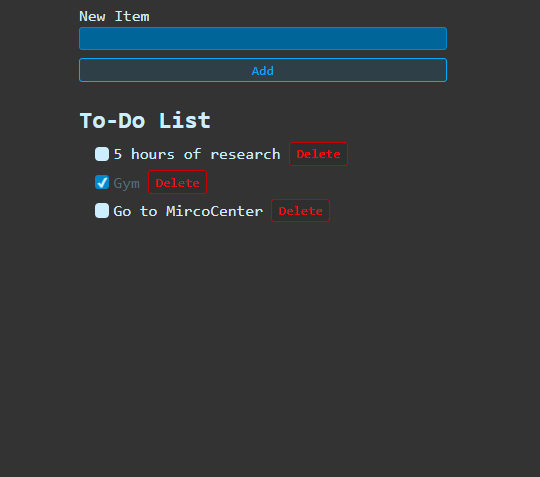 New Item
Add
To-Do List
5 hours of research Delete
Gym Delete
Go to MircoCenter Delete